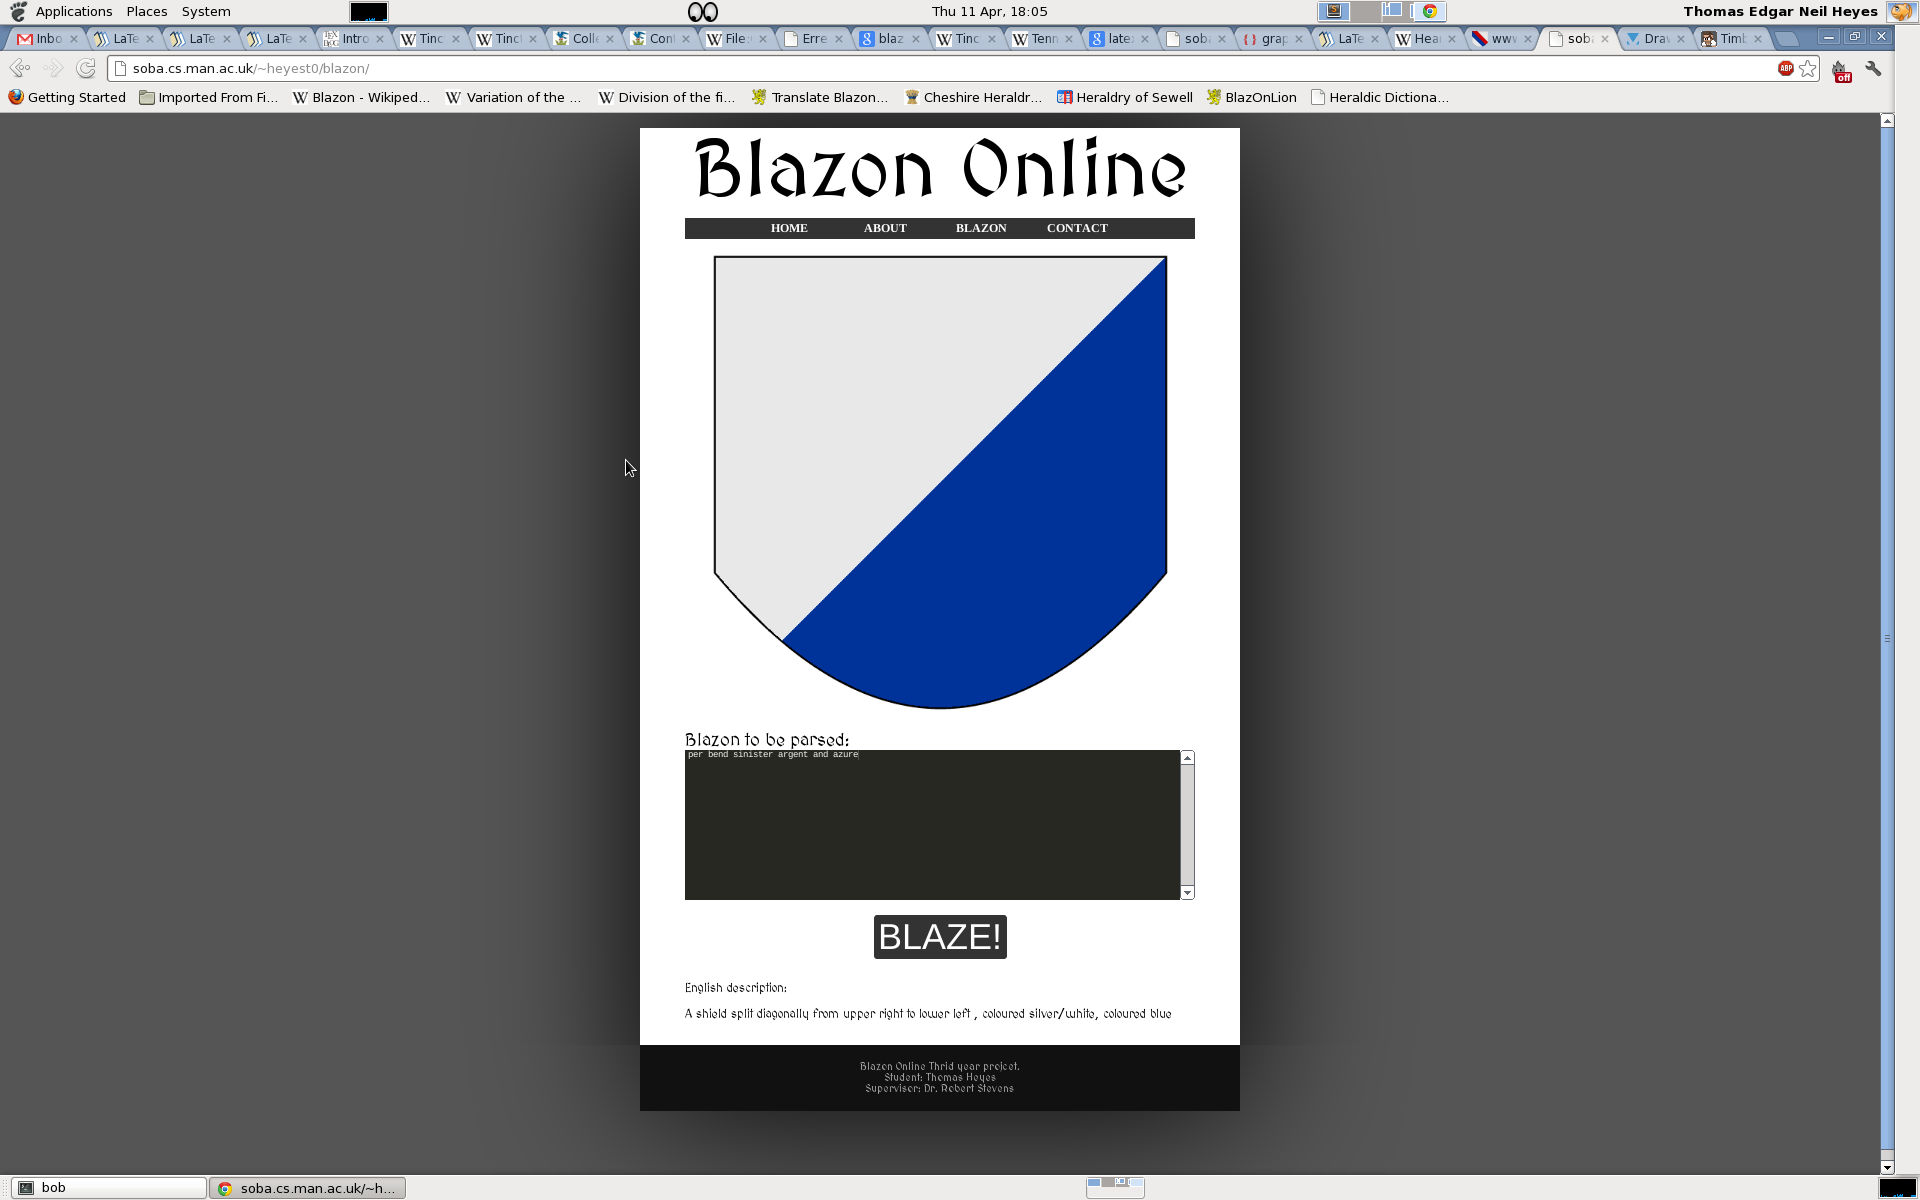 Applications Places System Thu 11 Apr, 18:05 Thomas Edgar Neil Heyes
Inbo LaTe LaTe LaTe Intro Tinc Tinc Coll Con File: Erre blaz Tinc Tenn late soba grap LaTe Hea ww soba Dra Timb
soba.cs.man.ac.uk/~heyest0/blazon/ ABP off
Getting Started Imported From Fi... Blazon - Wikiped... Variation of the ... Division of the fi... Translate Blazon... Cheshire Heraldr... Heraldry of Sewell BlazOnLion Heraldic Dictiona...
Blazon Online
HOME ABOUT BLAZON CONTACT
Blazon to be parsed:
per bend sinister argent and azure
BLAZE!
English description:
A shield split diagonally from upper right to lower left , coloured silver/white, coloured blue
Blazon Online Thrid year project.
Student: Thomas Heyes
Supervisor: Dr. Robert Stevens
bob soba.cs.man.ac.uk/~h...